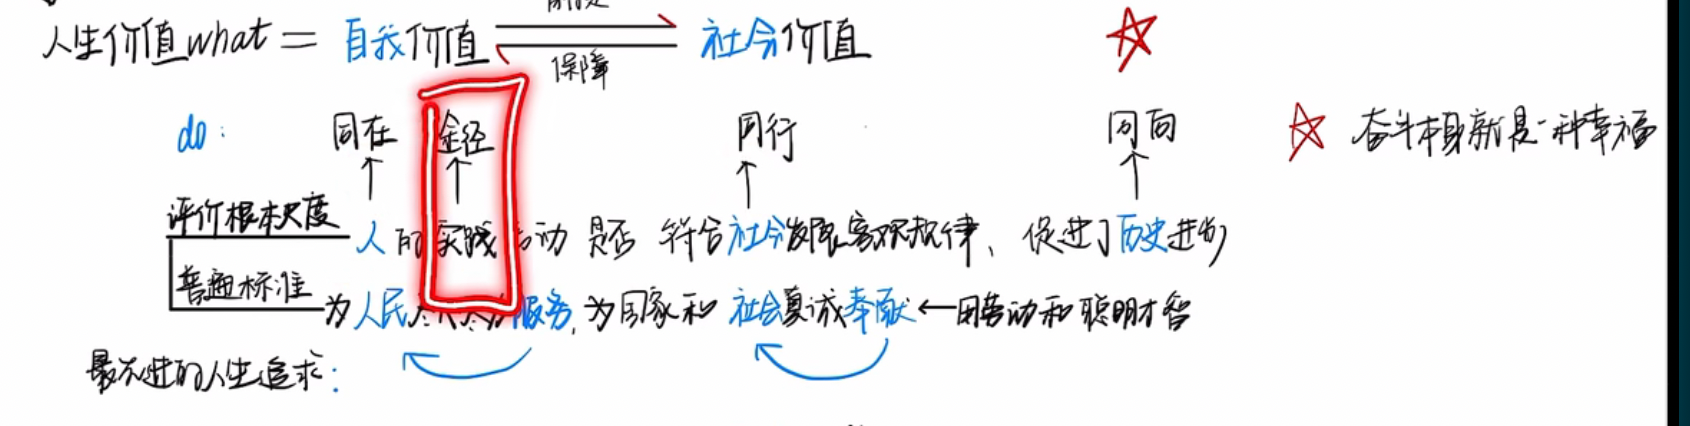 人生价值what = 自我价值 社会价值
保障
do: 同在 途径 同行 同向 奋斗本身就是一种幸福
评价根本尺度 人的实践活动 是否 符合社会发展客观规律、促进了历史进步
普遍标准 为人民尽心尽力服务,为国家和社会真诚奉献←用劳动和聪明才智
最先进的人生追求: